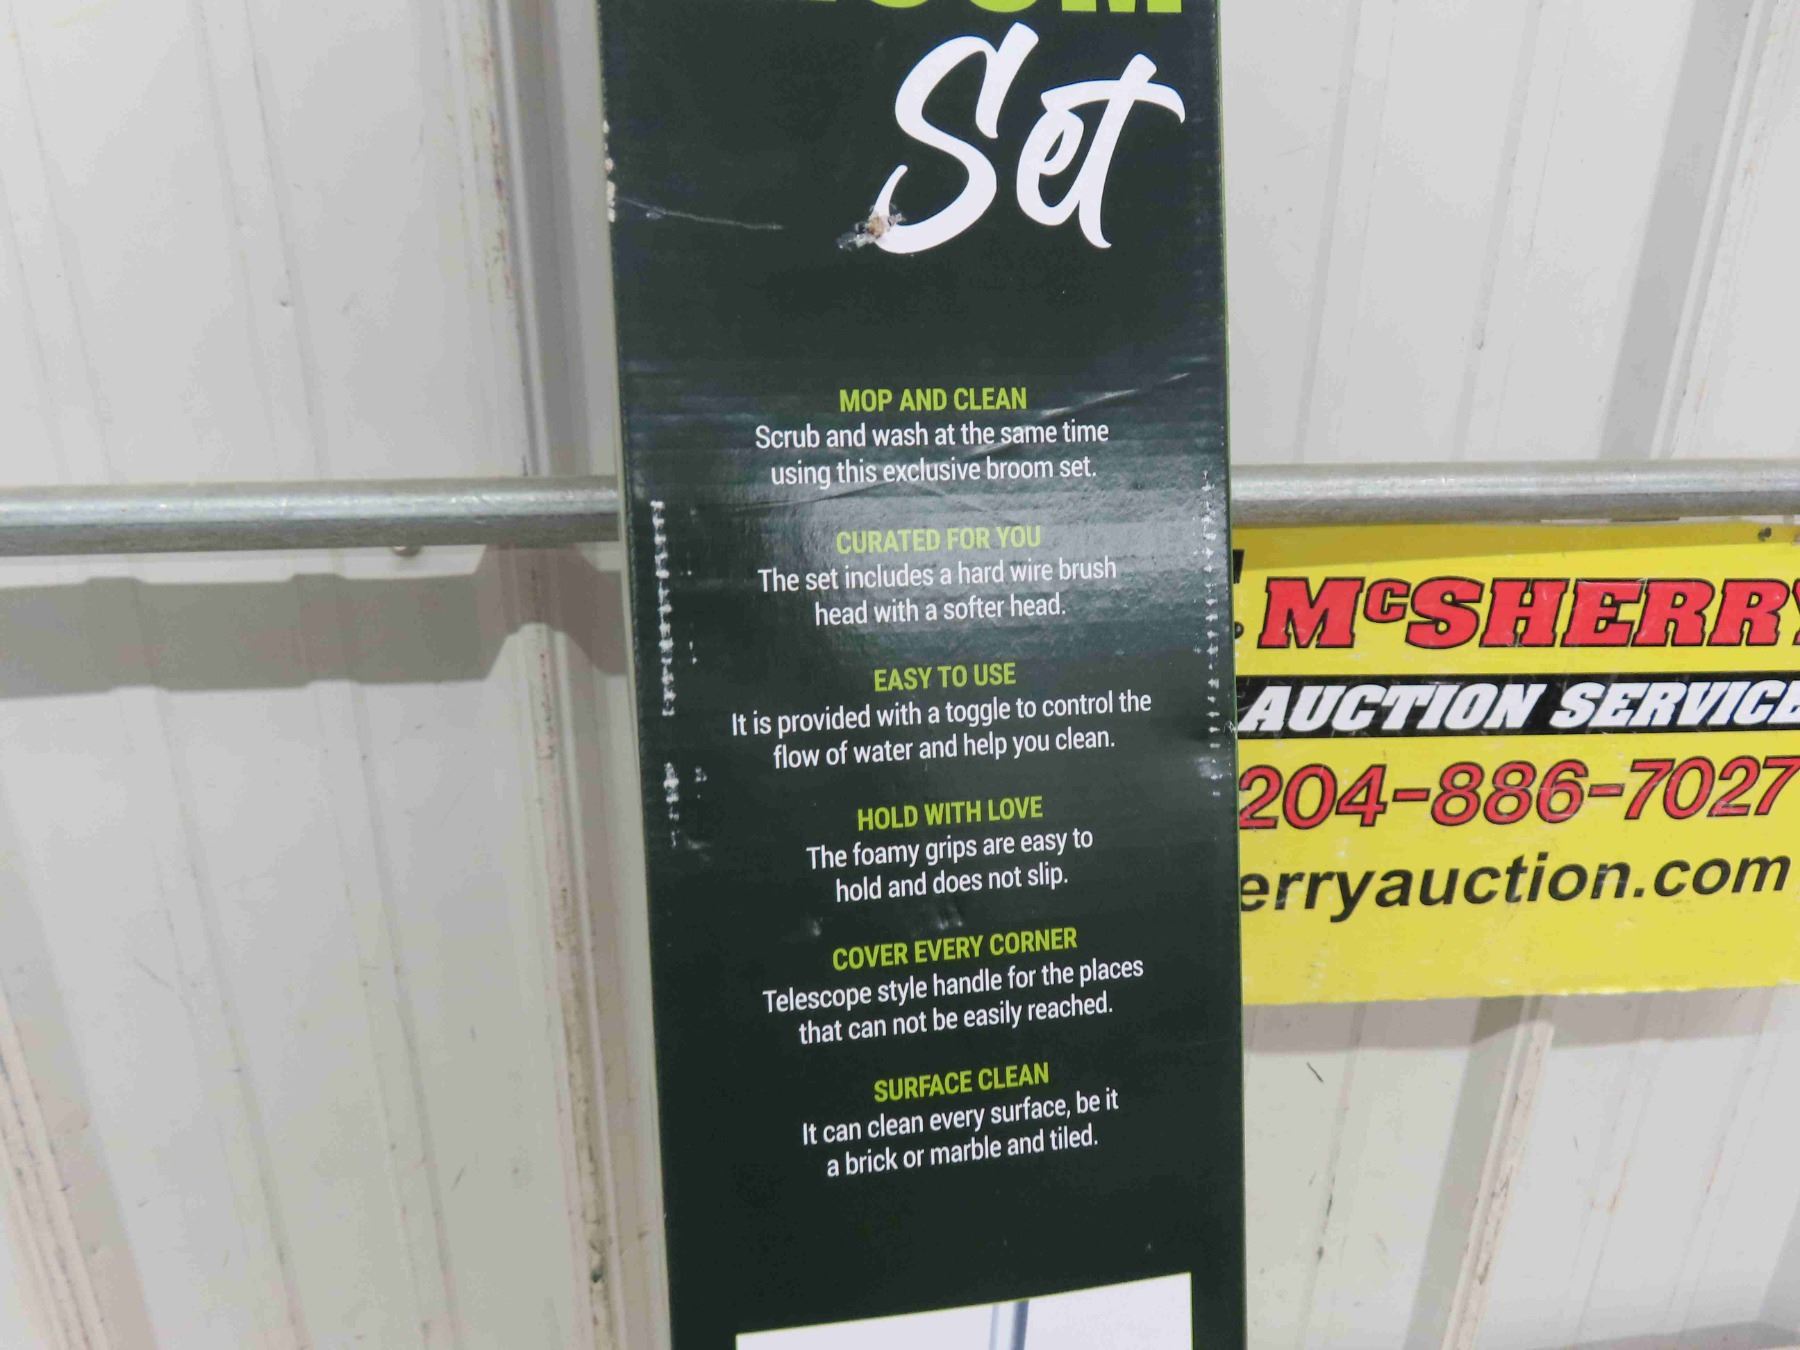 Set
MOP AND CLEAN
Scrub and wash at the same time
using this exclusive broom set.
CURATED FOR YOU
The set includes a hard wire brush
head with a softer head.
EASY TO USE
It is provided with a toggle to control the
flow of water and help you clean.
HOLD WITH LOVE
The foamy grips are easy to
hold and does not slip.
COVER EVERY CORNER
Telescope style handle for the places
that can not be easily reached.
SURFACE CLEAN
It can clean every surface, be it
a brick or marble and tiled.
McSHERRY
AUCTION SERVICE
204-886-7027
erryauction.com